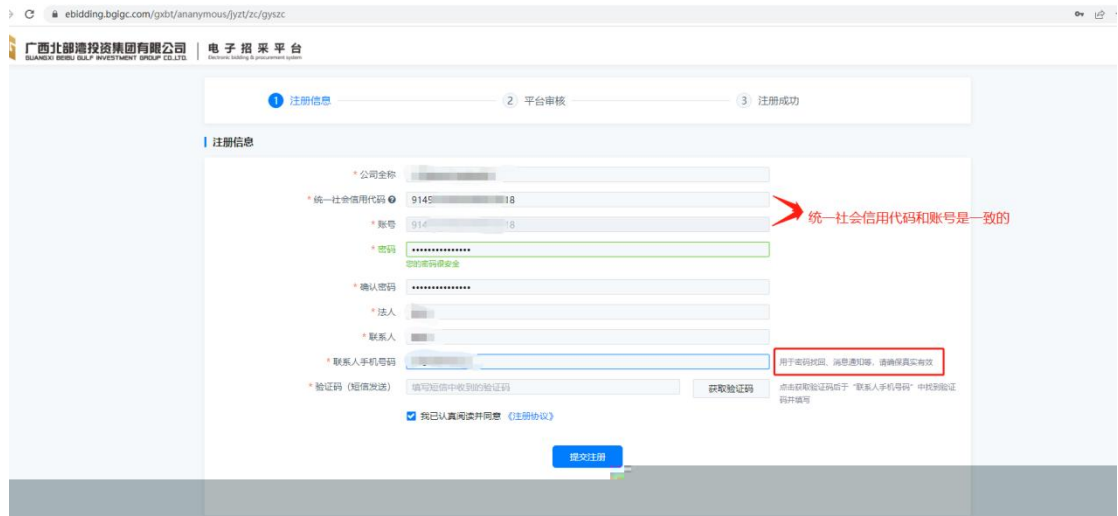 ebidding.bgigc.com/gxbt/ananymous/jyzt/zc/gyszc
广西北部湾投资集团有限公司
GUANGXI BEIBU GULF INVESTMENT GROUP CO.,LTD.
电子招采平台
Electronic bidding & procurement system
1 注册信息
2 平台审核
3 注册成功
注册信息
* 公司全称
* 统一社会信用代码
9145
18
统一社会信用代码和账号是一致的
* 账号
914
8
* 密码
您的密码很安全
* 确认密码
* 法人
* 联系人
* 联系人手机号码
用于密码找回、消息通知等，请确保真实有效
* 验证码（短信发送）
填写短信中收到的验证码
获取验证码
点击获取验证码后于“联系人手机号码”中找到验证
码并填写
我已认真阅读并同意 《注册协议》
提交注册